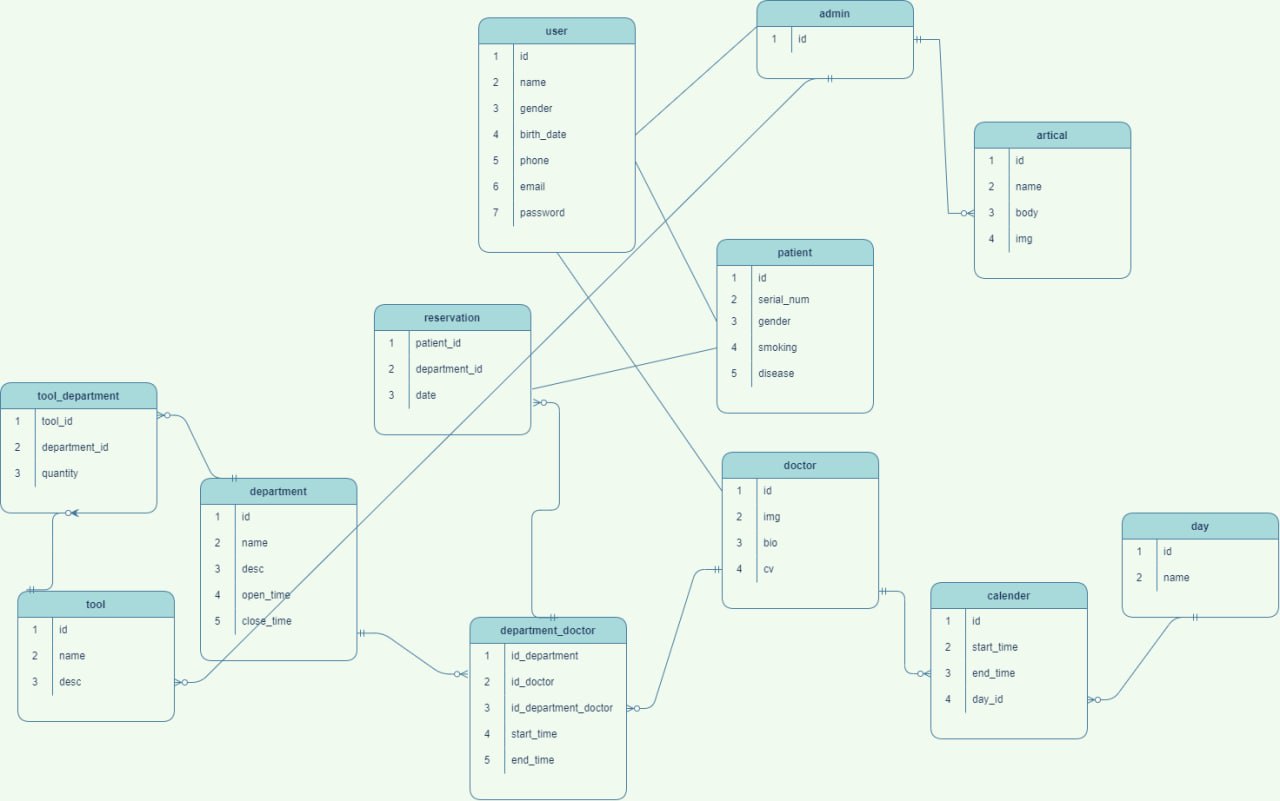 user
1 id
2 name
3 gender
4 birth_date
5 phone
6 email
7 password
admin
1 id
artical
1 id
2 name
3 body
4 img
patient
1 id
2 serial_num
3 gender
4 smoking
5 disease
reservation
1 patient_id
2 department_id
3 date
tool_department
1 tool_id
2 department_id
3 quantity
department
1 id
2 name
3 desc
4 open_time
5 close_time
doctor
1 id
2 img
3 bio
4 cv
day
1 id
2 name
calender
1 id
2 start_time
3 end_time
4 day_id
tool
1 id
2 name
3 desc
department_doctor
1 id_department
2 id_doctor
3 id_department_doctor
4 start_time
5 end_time